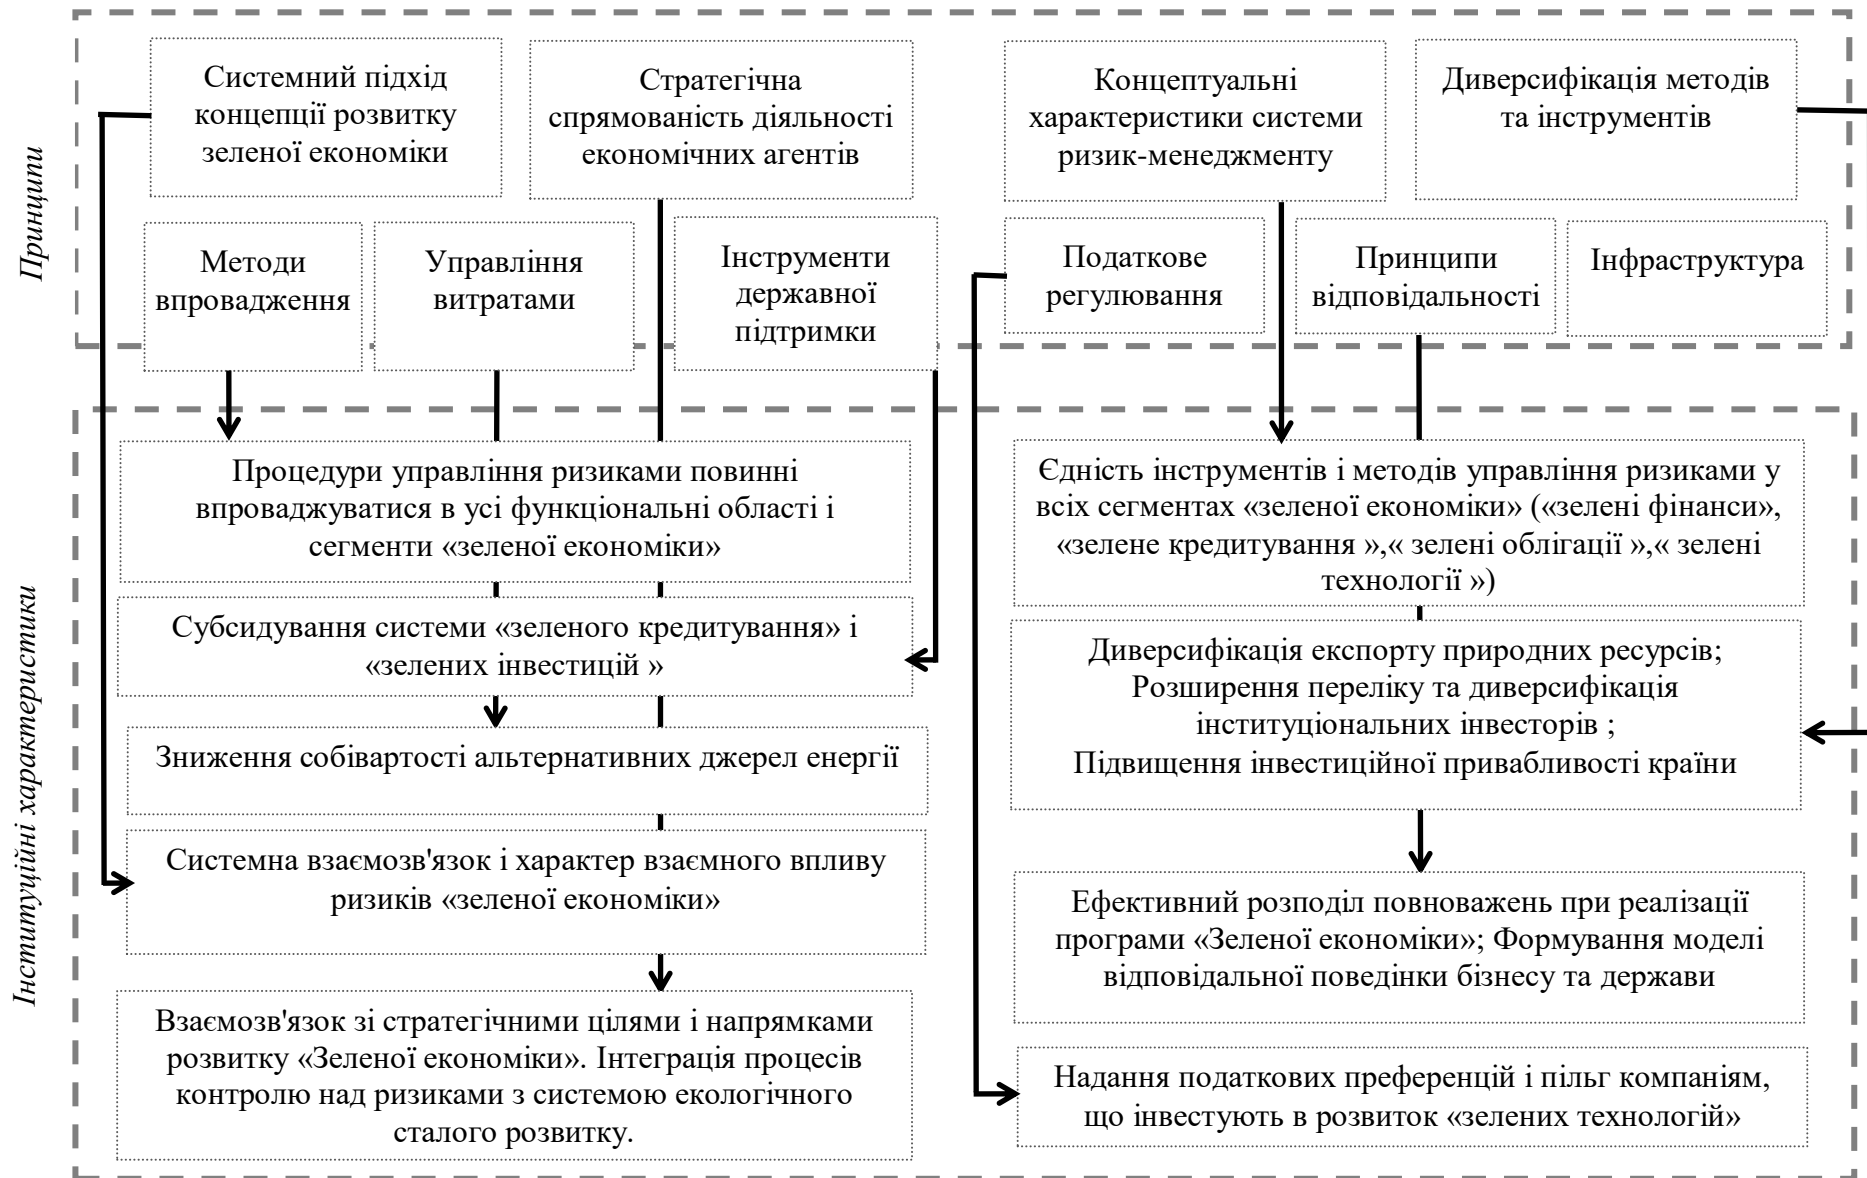 Принципи
Системний підхід
концепції розвитку
зеленої економіки
Стратегічна
спрямованість діяльності
економічних агентів
Концептуальні
характеристики системи
ризик-менеджменту
Диверсифікація методів
та інструментів
Методи
впровадження
Управління
витратами
Інструменти
державної
підтримки
Податкове
регулювання
Принципи
відповідальності
Інфраструктура
Інституційні характеристики
Процедури управління ризиками повинні
впроваджуватися в усі функціональні області і
сегменти «зеленої економіки»
Субсидування системи «зеленого кредитування» і
«зелених інвестицій »
Зниження собівартості альтернативних джерел енергії
Системна взаємозв'язок і характер взаємного впливу
ризиків «зеленої економіки»
Взаємозв'язок зі стратегічними цілями і напрямками
розвитку «Зеленої економіки». Інтеграція процесів
контролю над ризиками з системою екологічного
сталого розвитку.
Єдність інструментів і методів управління ризиками у
всіх сегментах «зеленої економіки» («зелені фінанси»,
«зелене кредитування »,« зелені облігації »,« зелені
технології »)
Диверсифікація експорту природних ресурсів;
Розширення переліку та диверсифікація
інституціональних інвесторів ;
Підвищення інвестиційної привабливості країни
Ефективний розподіл повноважень при реалізації
програми «Зеленої економіки»; Формування моделі
відповідальної поведінки бізнесу та держави
Надання податкових преференцій і пільг компаніям,
що інвестують в розвиток «зелених технологій»